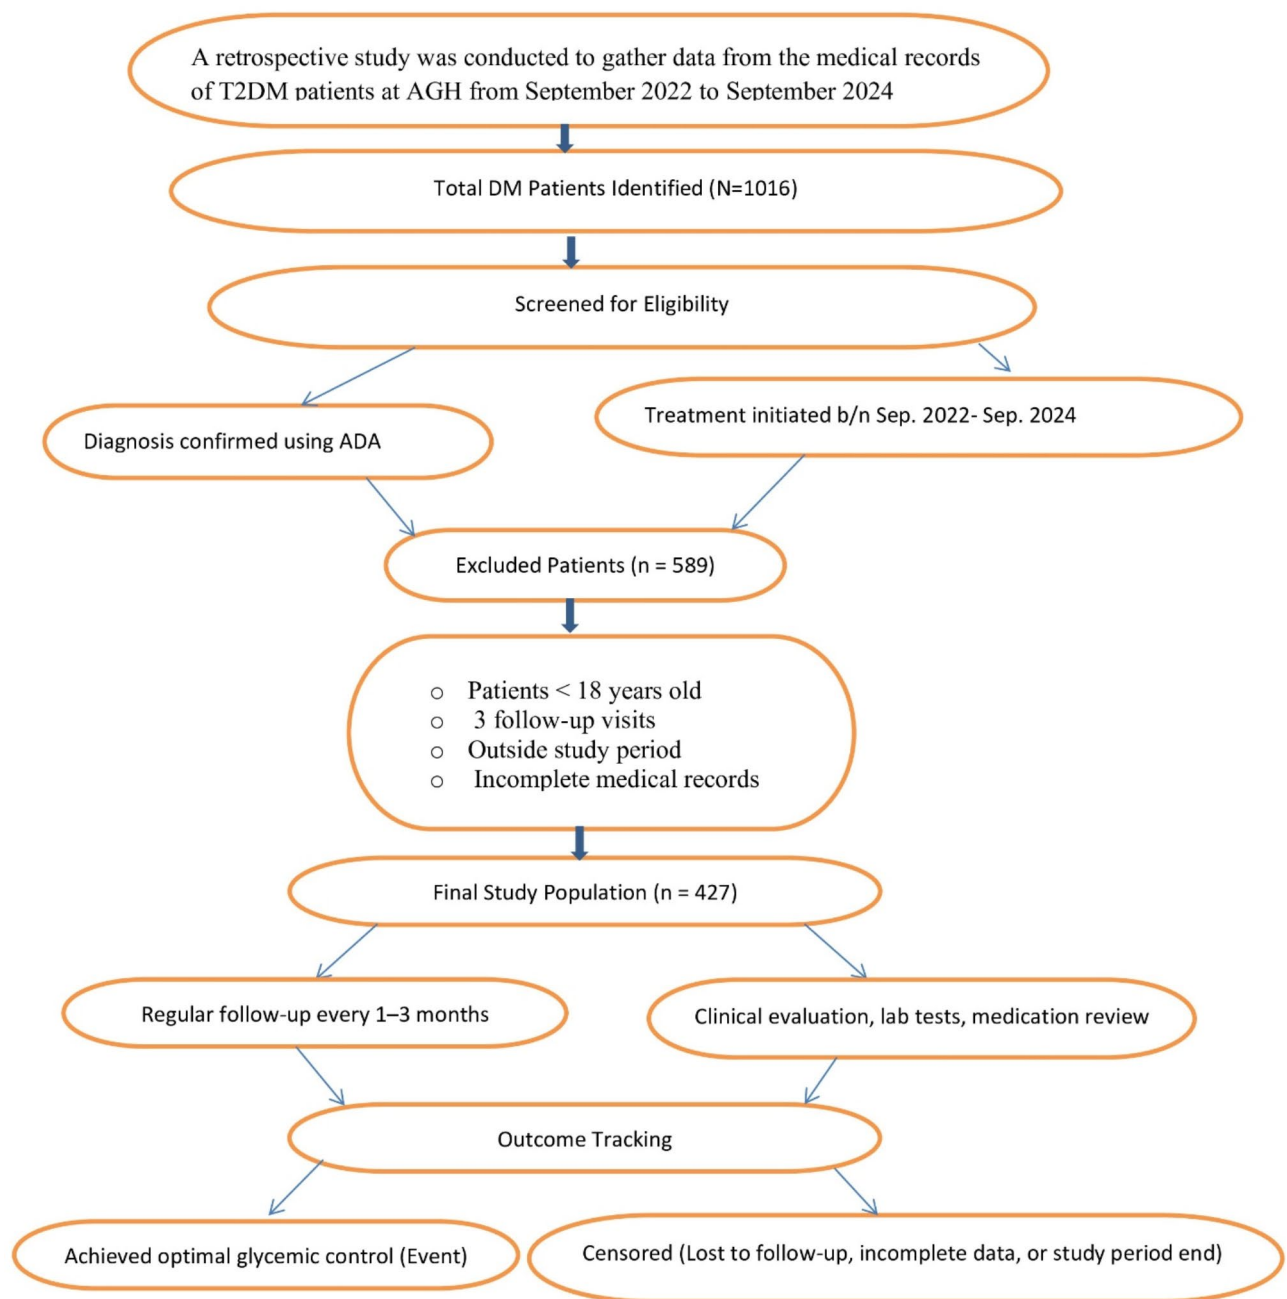 A retrospective study was conducted to gather data from the medical records
of T2DM patients at AGH from September 2022 to September 2024
Total DM Patients Identified (N=1016)
Screened for Eligibility
Diagnosis confirmed using ADA
Treatment initiated b/n Sep. 2022- Sep. 2024
Excluded Patients (n = 589)
o Patients < 18 years old
o 3 follow-up visits
o Outside study period
o Incomplete medical records
Final Study Population (n = 427)
Regular follow-up every 1–3 months
Clinical evaluation, lab tests, medication review
Outcome Tracking
Achieved optimal glycemic control (Event)
Censored (Lost to follow-up, incomplete data, or study period end)